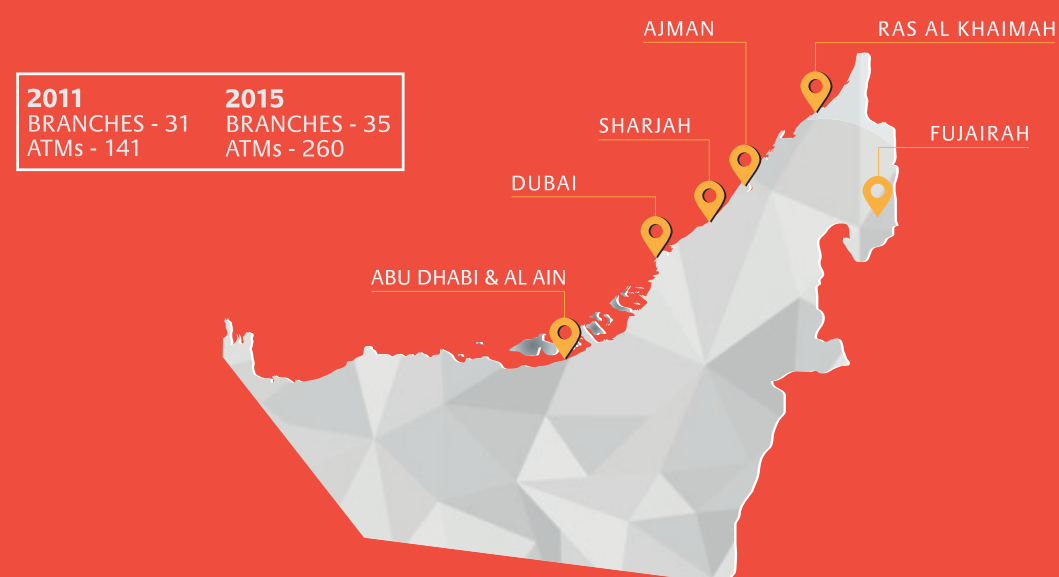 AJMAN
RAS AL KHAIMAH
2011
BRANCHES - 31
ATMs - 141
2015
BRANCHES - 35
ATMs - 260
SHARJAH
FUJAIRAH
DUBAI
ABU DHABI & AL AIN